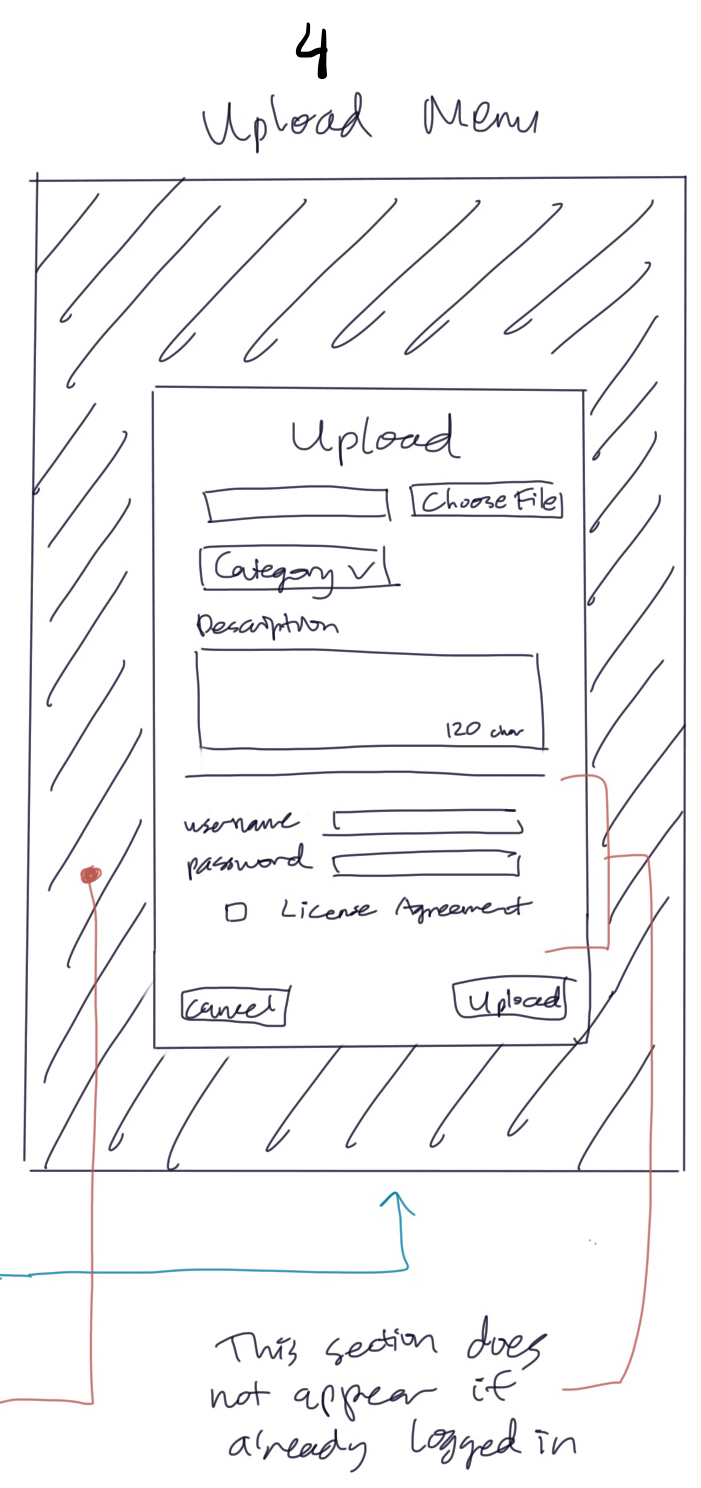 4
Upload Menu
Upload
Choose File
Category
Description
120 char
username
password
License Agreement
Cancel
Upload
This section does
not appear if
already logged in